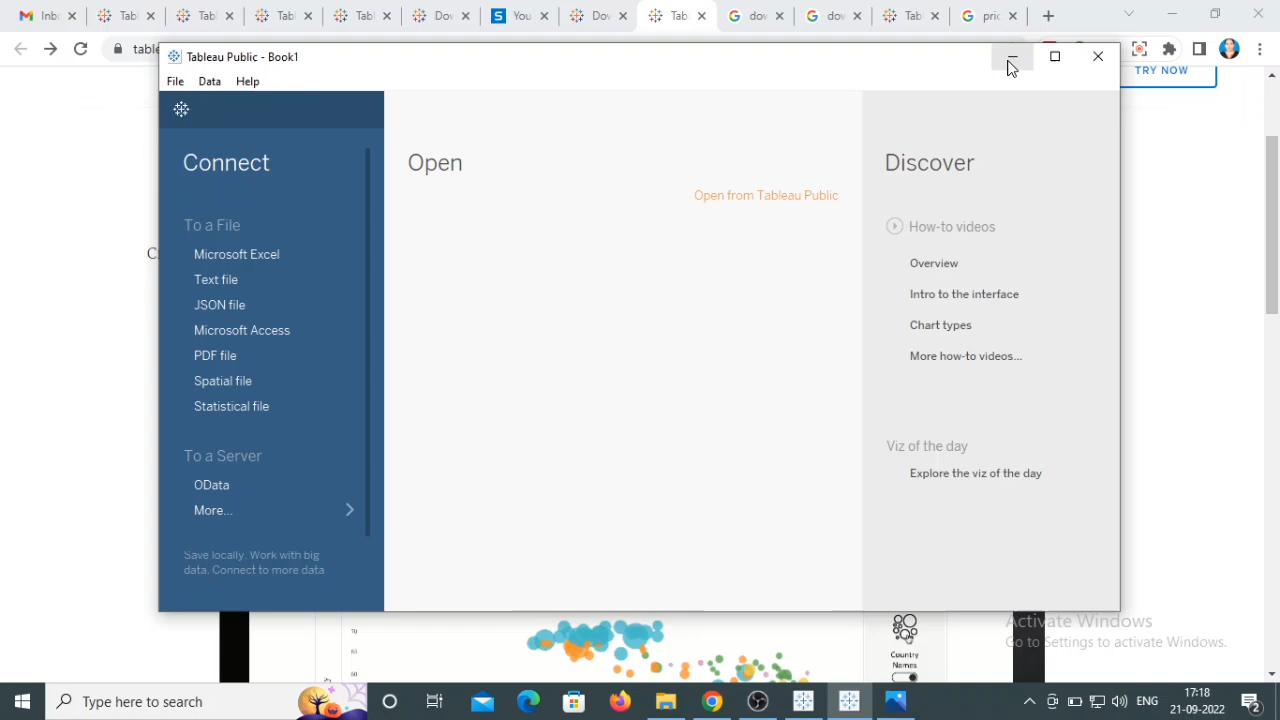 Inb
Tab
Tab
Tab
Tab
Dow
You
Dov
Tab
dov
dov
Tab
pric
table
TRY NOW
Tableau Public - Book1
File
Data
Help
Connect
To a File
Microsoft Excel
Text file
JSON file
Microsoft Access
PDF file
Spatial file
Statistical file
To a Server
OData
More...
Save locally. Work with big
data. Connect to more data
Open
Open from Tableau Public
Discover
How-to videos
Overview
Intro to the interface
Chart types
More how-to videos...
Viz of the day
Explore the viz of the day
Country
Names
Activate Windows
Go to Settings to activate Windows.
Type here to search
ENG
17:18
21-09-2022
2